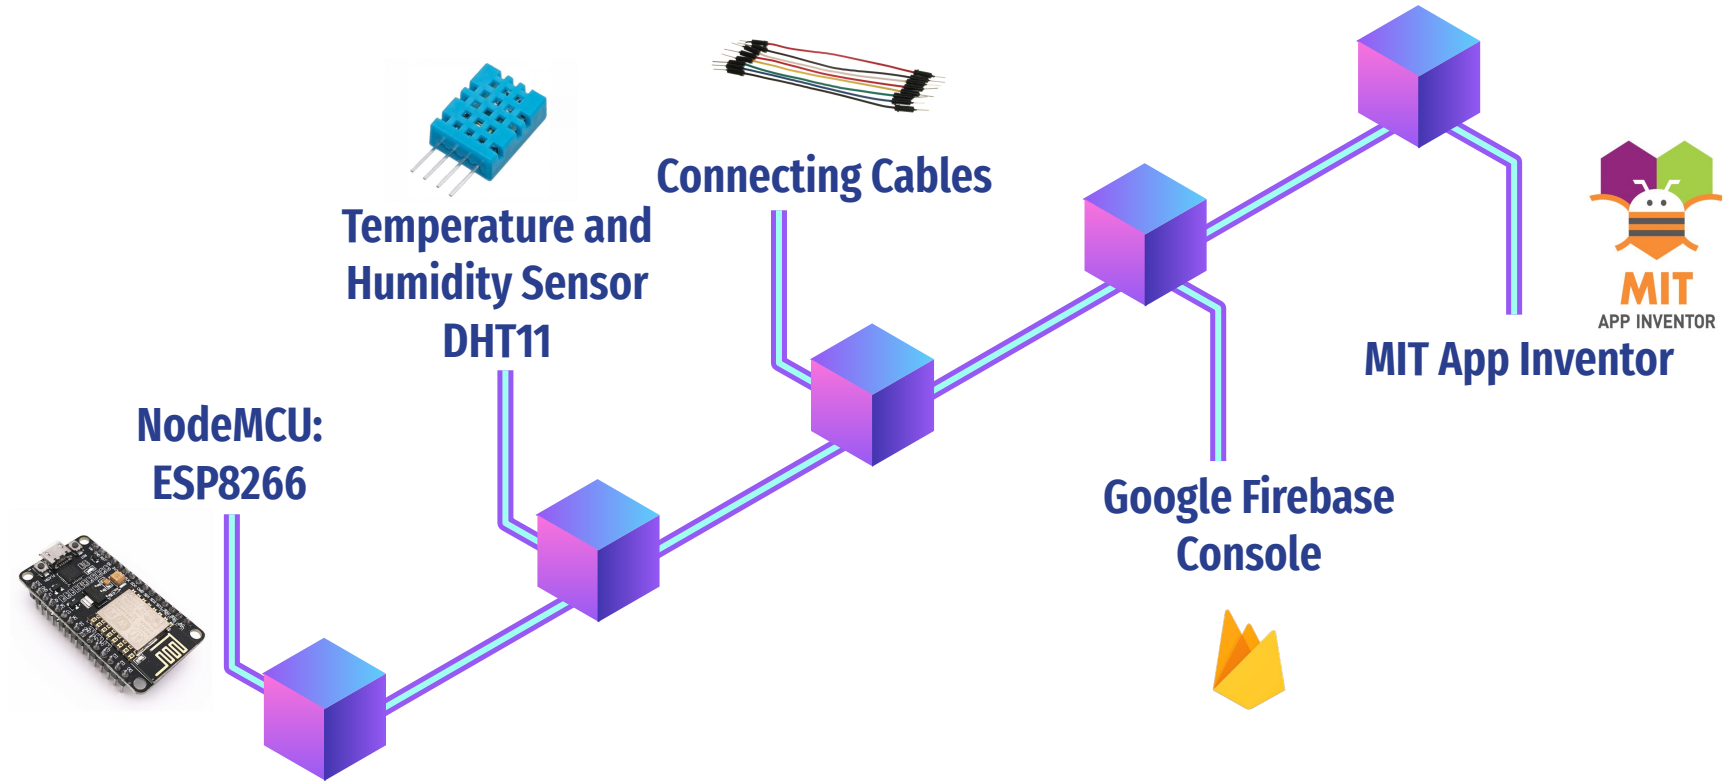 Connecting Cables
Temperature and
Humidity Sensor
DHT11
MIT
APP INVENTOR
MIT App Inventor
NodeMCU:
ESP8266
Google Firebase
Console